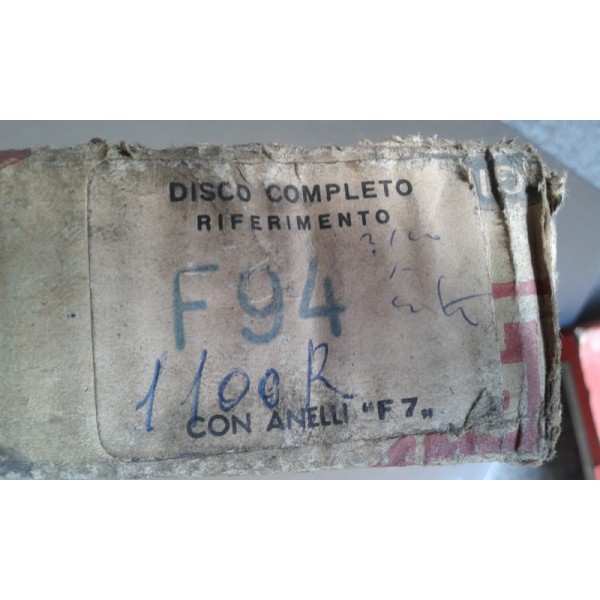 DISCO COMPLETO
RIFERIMENTO
F94
1100R
CON ANELLI "F7"